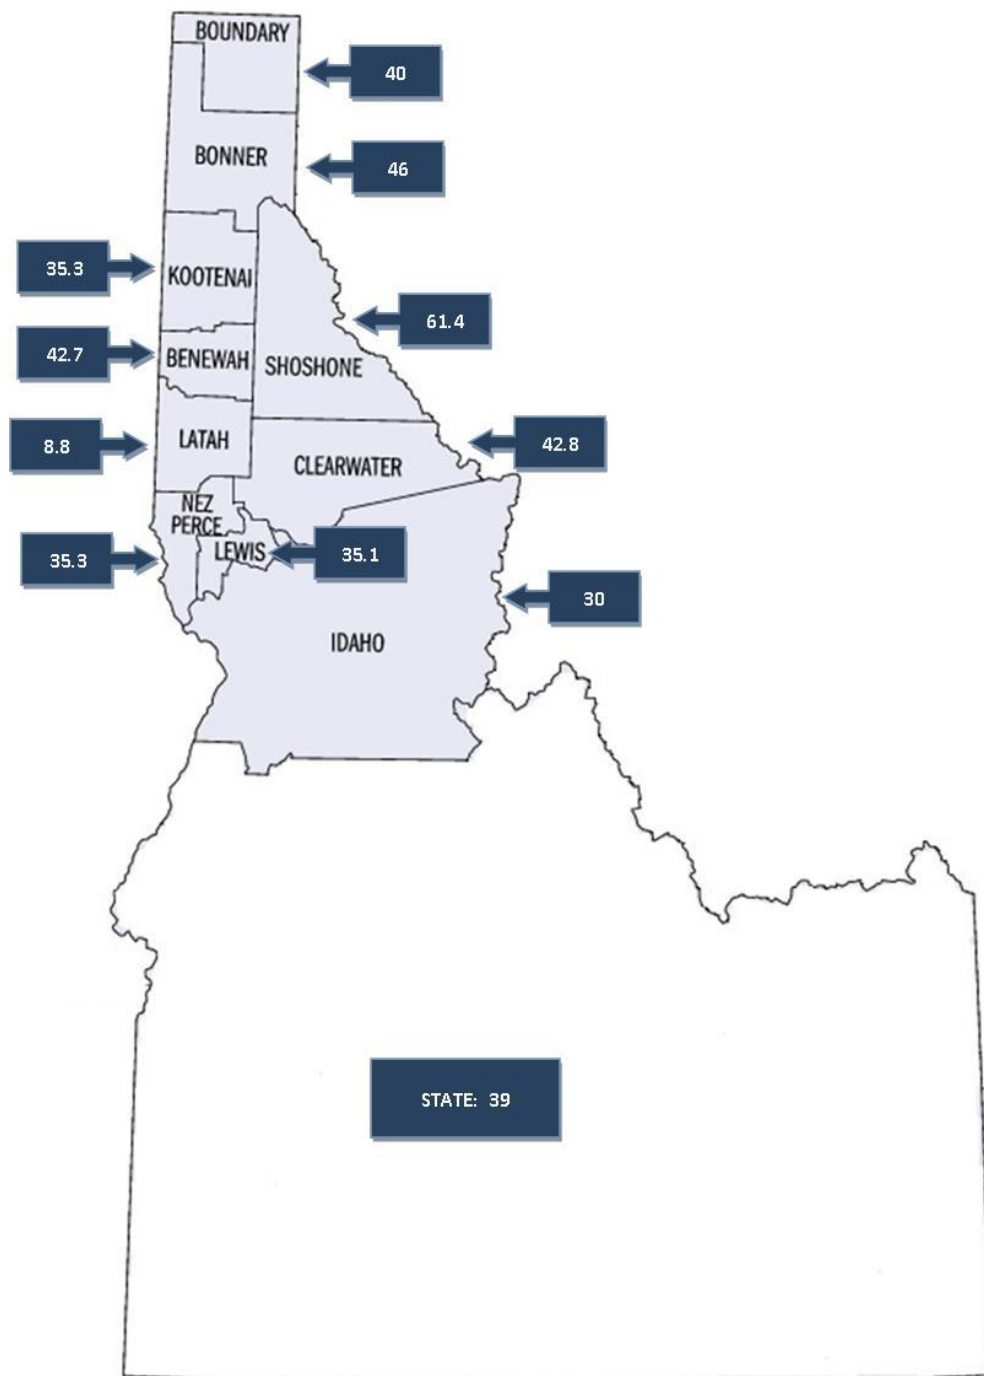 BOUNDARY
40
BONNER
46
35.3
KOOTENAI
61.4
42.7
BENEWAH
SHOSHONE
8.8
LATAH
42.8
CLEARWATER
NEZ
PERCE
35.3
LEWIS
35.1
30
IDAHO
STATE: 39